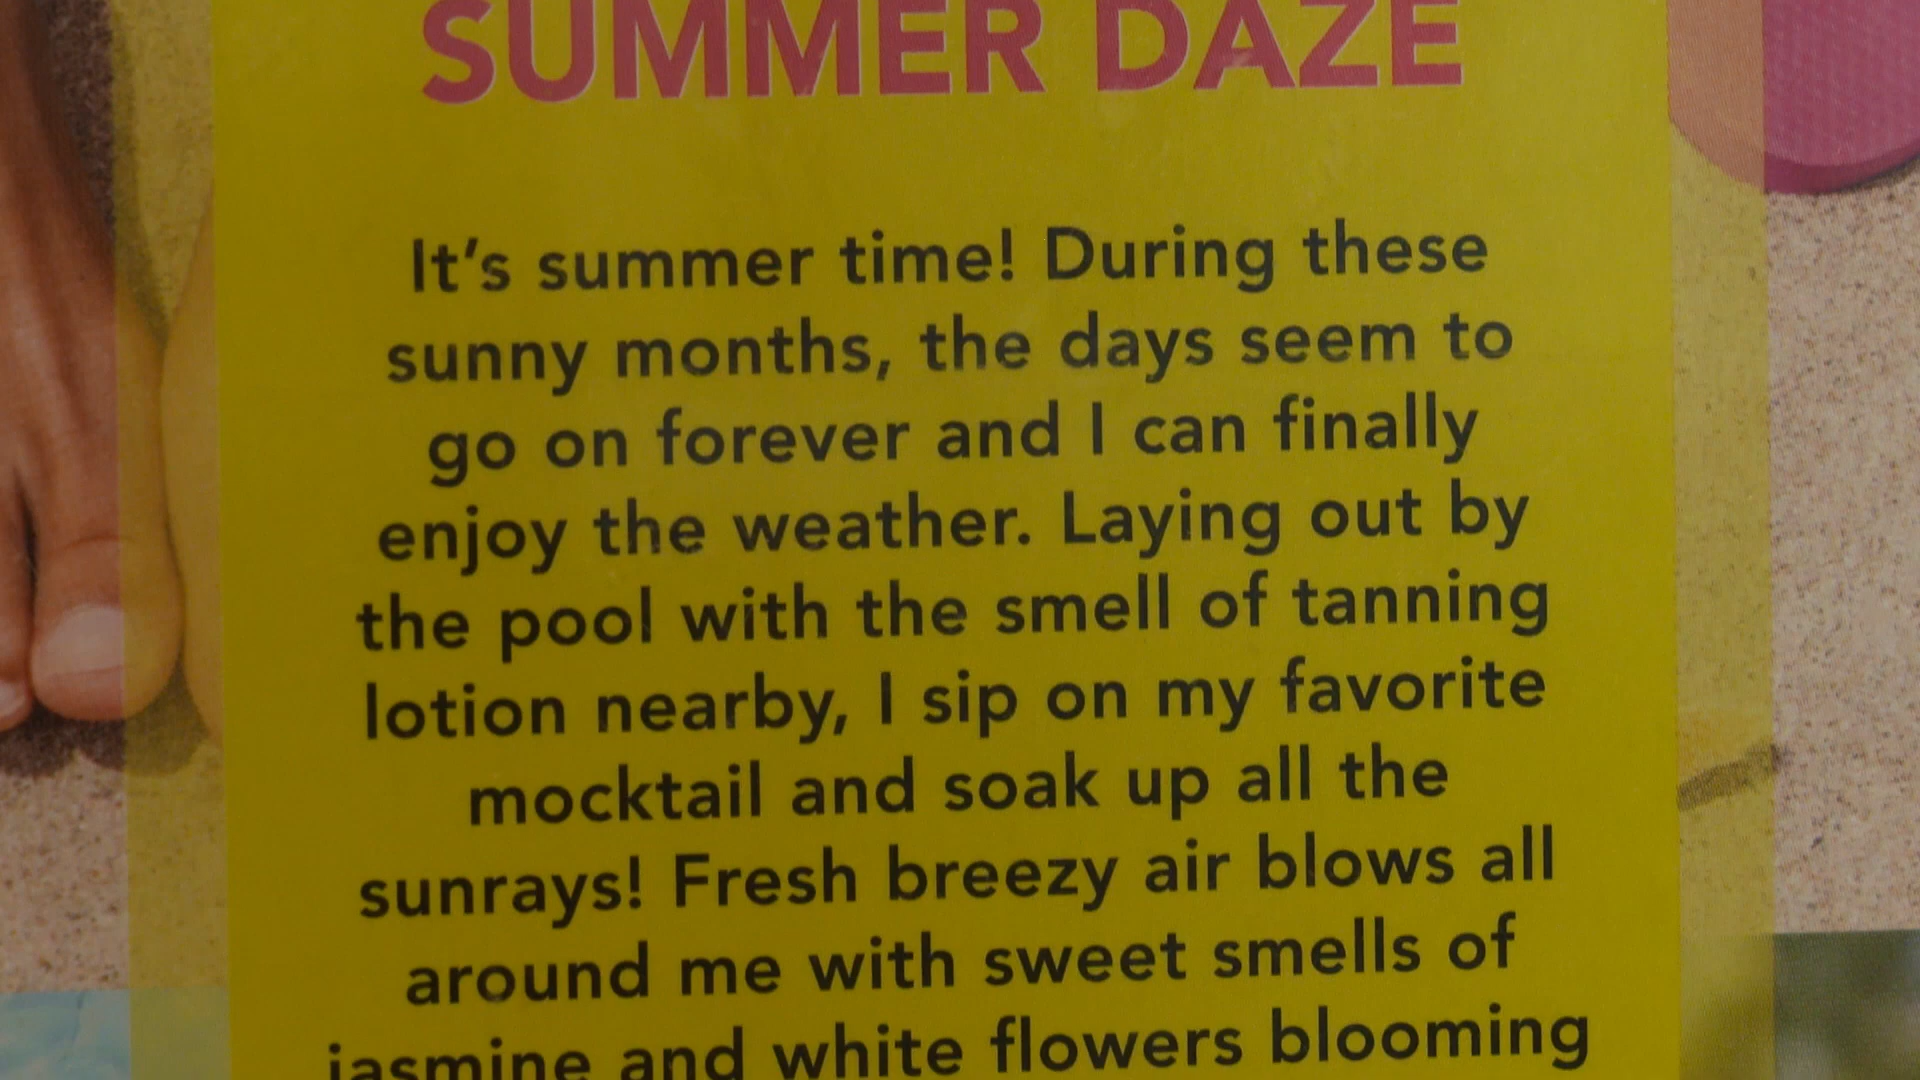 SUMMER DAZE
It's summer time! During these
sunny months, the days seem to
go on forever and I can finally
enjoy the weather. Laying out by
the pool with the smell of tanning
lotion nearby, I sip on my favorite
mocktail and soak up all the
sunrays! Fresh breezy air blows all
around me with sweet smells of
jasmine and white flowers blooming